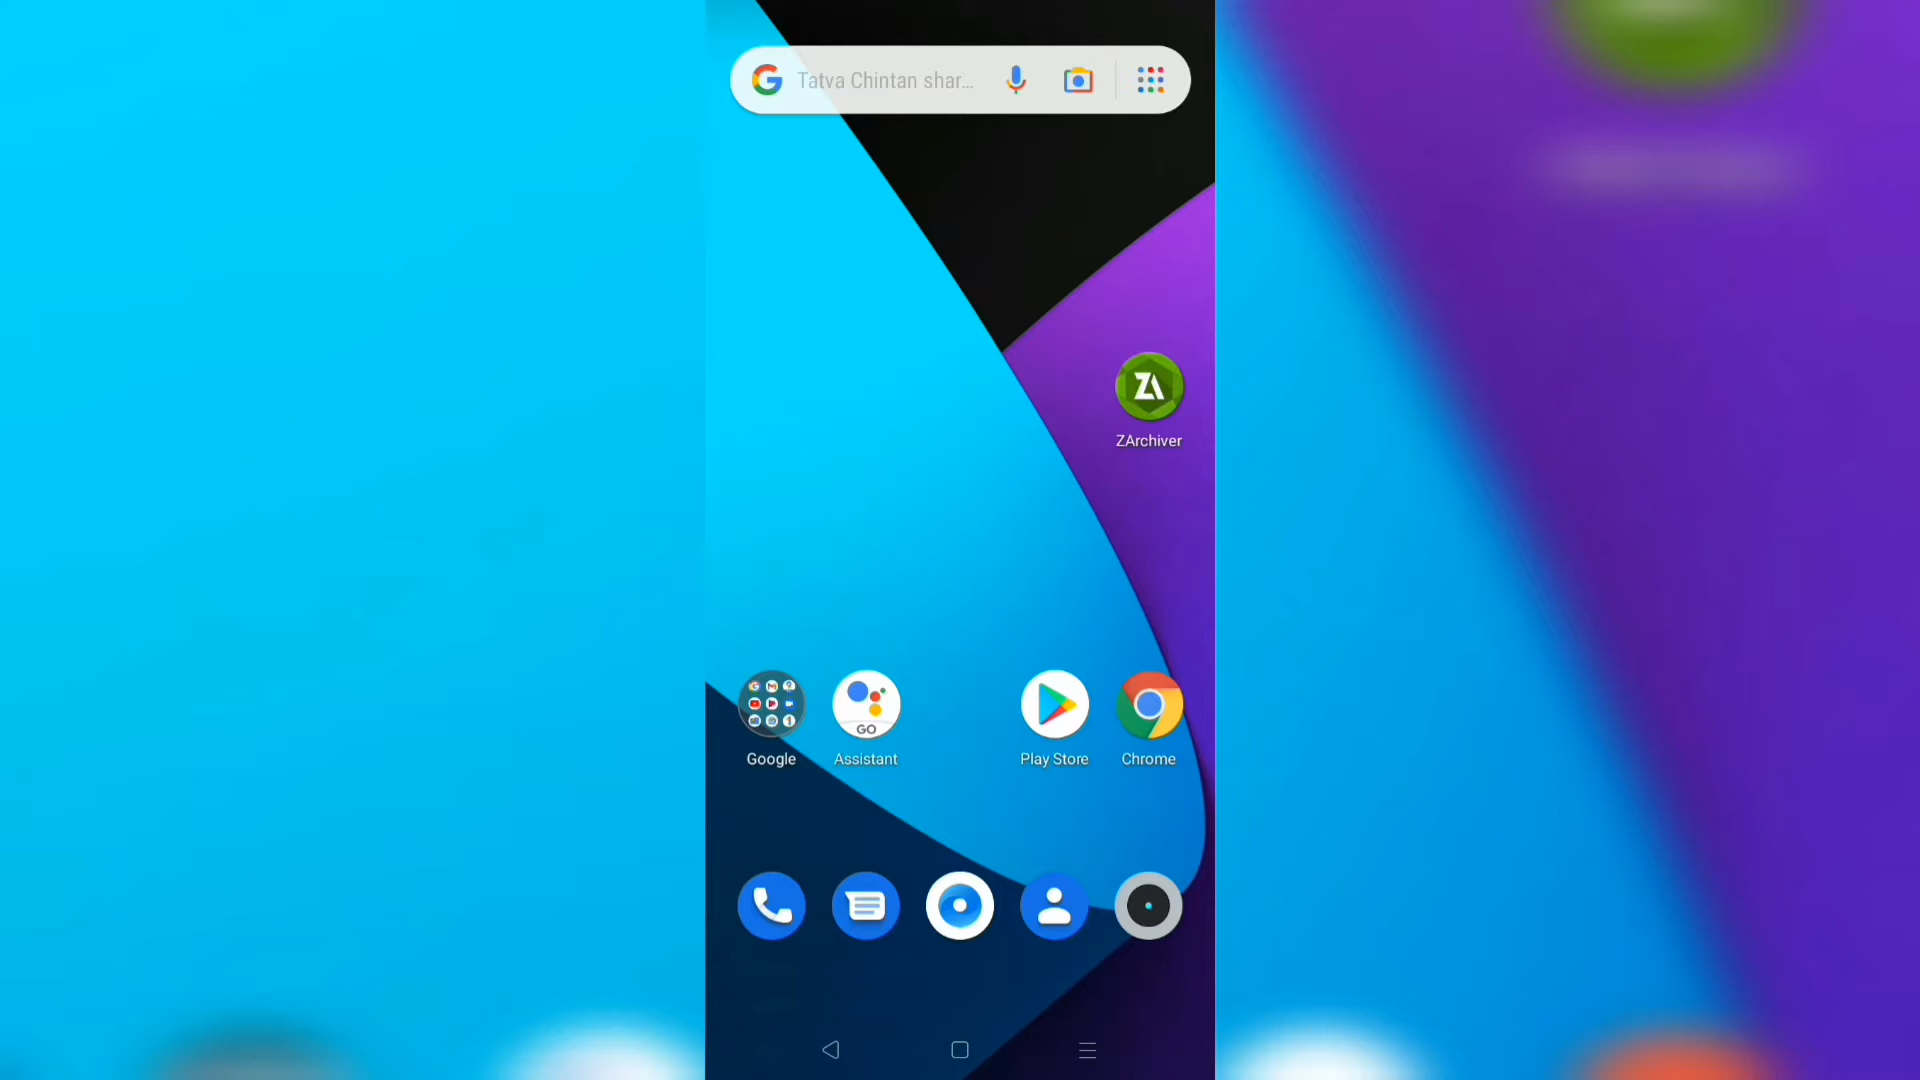 Tatva Chintan shar...
ZArchiver
GO
Google
Assistant
Play Store
Chrome